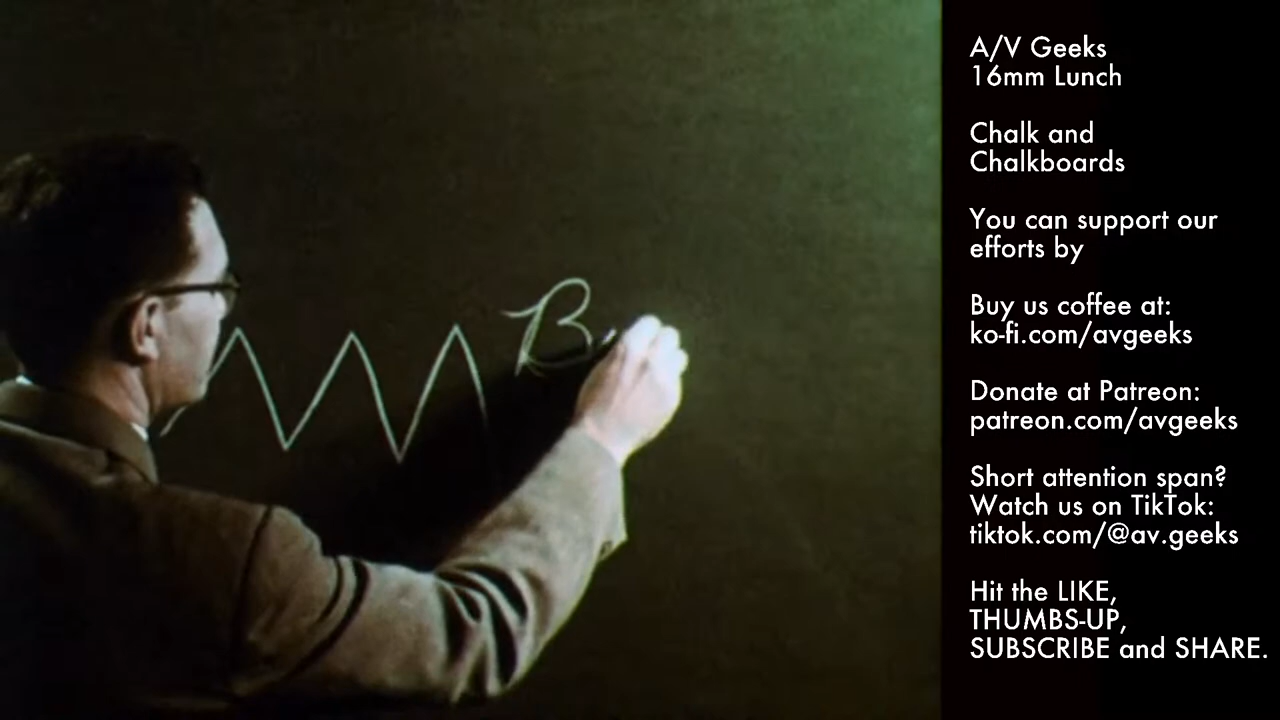 B
A/V Geeks
16mm Lunch
Chalk and
Chalkboards
You can support our
efforts by
Buy us coffee at:
ko-fi.com/avgeeks
Donate at Patreon:
patreon.com/avgeeks
Short attention span?
Watch us on TikTok:
tiktok.com/@av.geeks
Hit the LIKE,
THUMBS-UP,
SUBSCRIBE and SHARE.